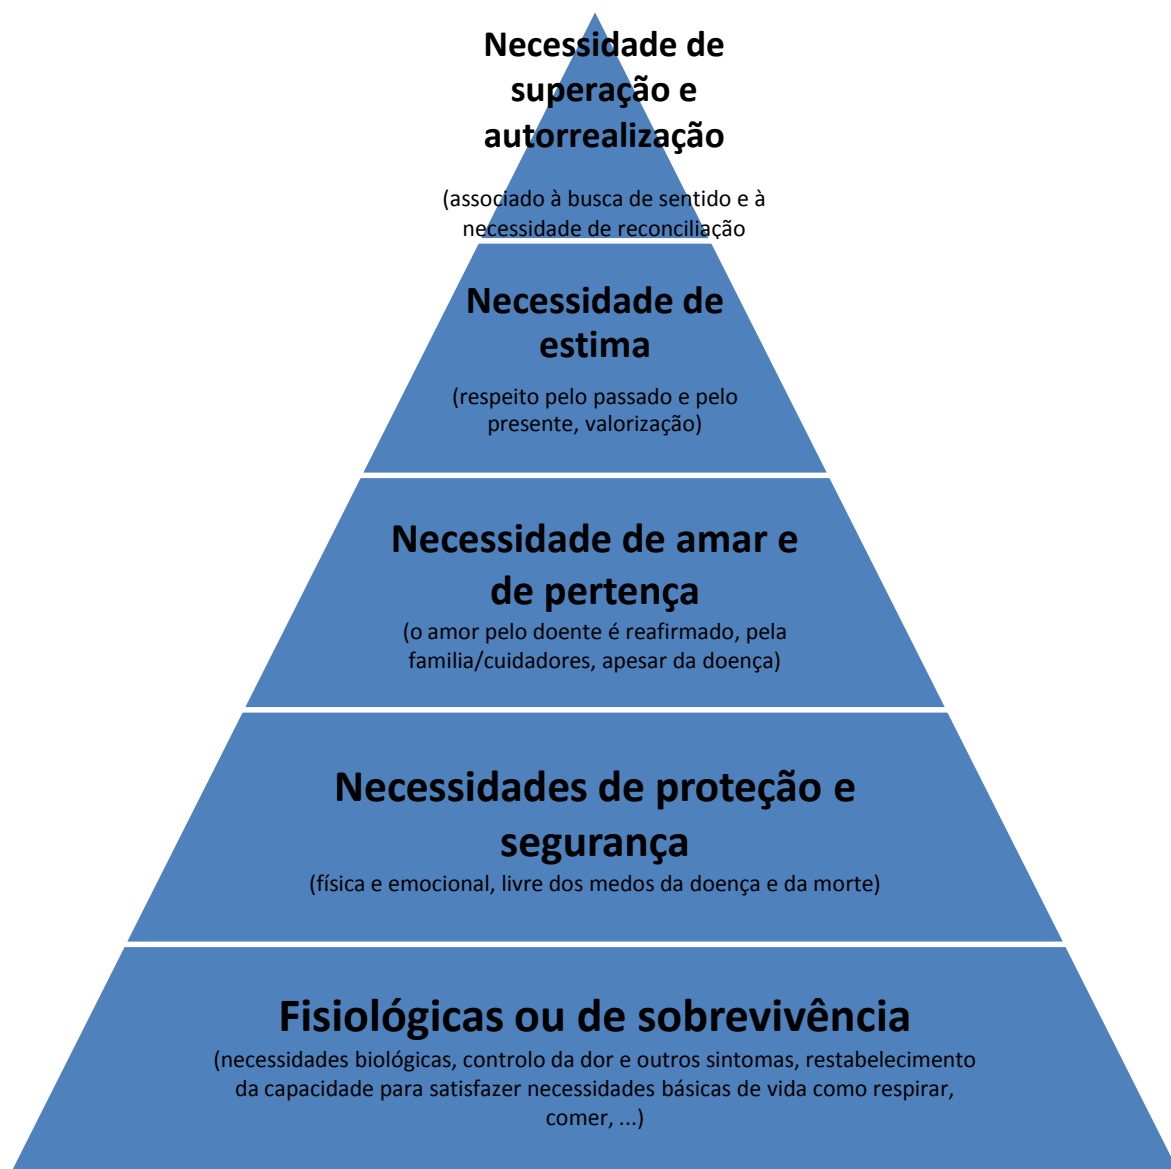 Necessidade de
superação e
autorrealização
(associado à busca de sentido e à
necessidade de reconciliação
Necessidade de
estima
(respeito pelo passado e pelo
presente, valorização)
Necessidade de amar e
de pertença
(o amor pelo doente é reafirmado, pela
familia/cuidadores, apesar da doença)
Necessidades de proteção e
segurança
(física e emocional, livre dos medos da doença e da morte)
Fisiológicas ou de sobrevivência
(necessidades biológicas, controlo da dor e outros sintomas, restabelecimento
da capacidade para satisfazer necessidades básicas de vida como respirar,
comer, ...)